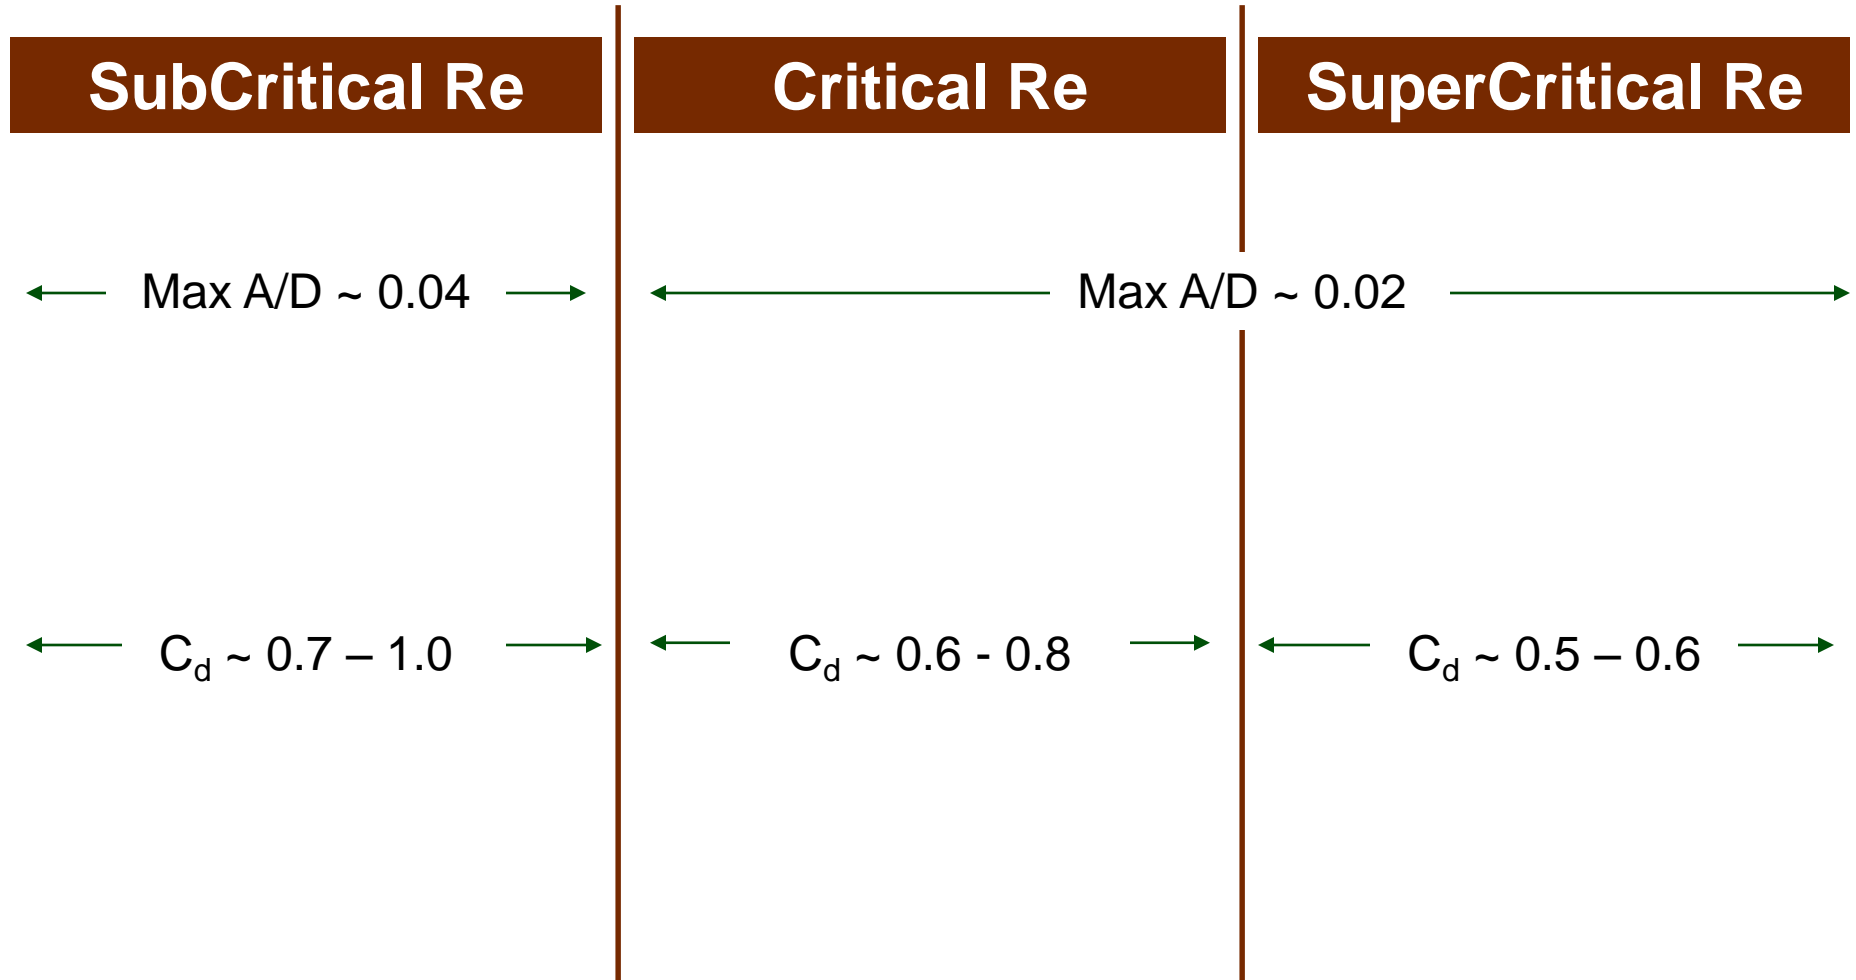 SubCritical Re
Critical Re
SuperCritical Re
Max A/D ~ 0.04
Max A/D ~ 0.02
Cd ~ 0.7 – 1.0
Cd ~ 0.6 - 0.8
Cd ~ 0.5 – 0.6